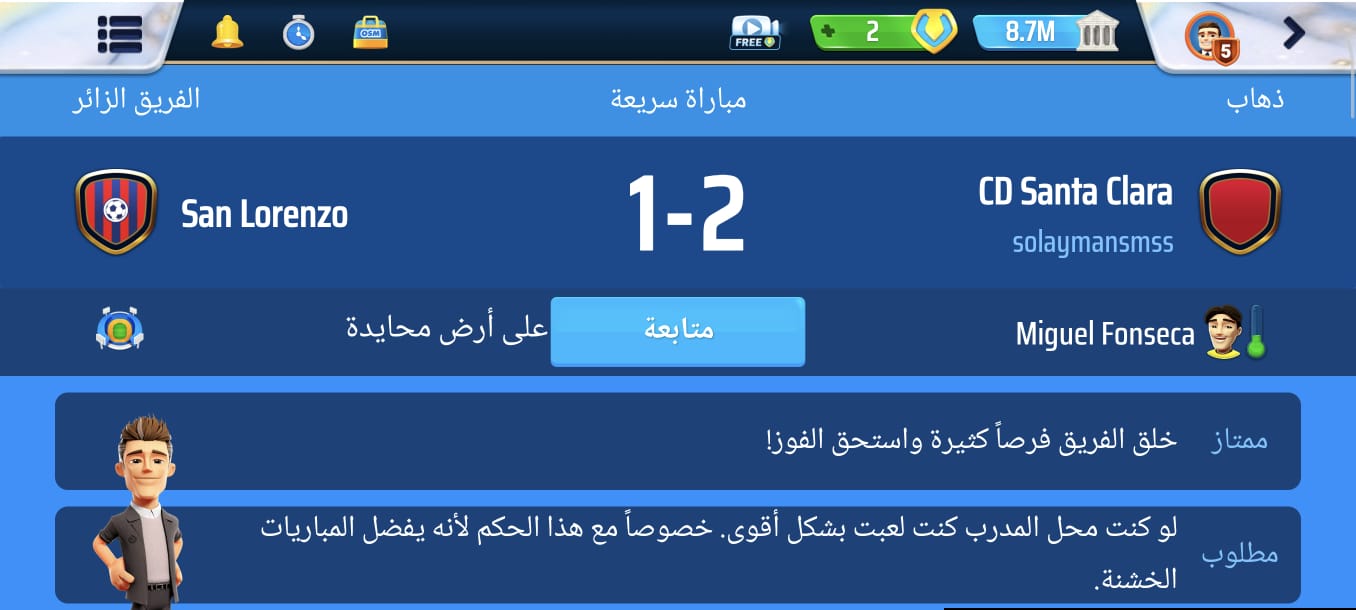 OSM
FREE
2
8.7M
5
ذهاب
مباراة سريعة
الفريق الزائر
CD Santa Clara
solaymansmss
1-2
San Lorenzo
Miguel Fonseca
متابعة
على أرض محايدة
ممتاز
خلق الفريق فرصاً كثيرة واستحق الفوز!
مطلوب
لو كنت محل المدرب كنت لعبت بشكل أقوى. خصوصاً مع هذا الحكم لأنه يفضل المباريات
الخشنة.